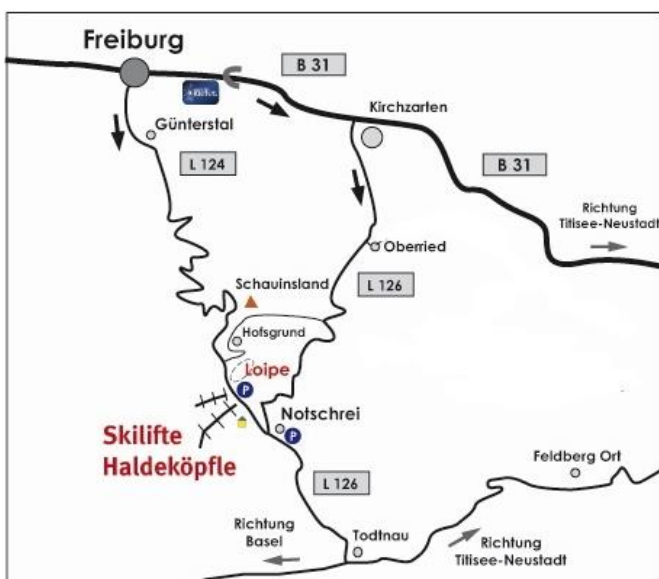 Freiburg
B 31
Kirchzarten
Günterstal
L 124
B 31
Richtung
Titisee-Neustadt
Oberried
Schauinsland
L 126
Hofsgrund
Loipe
P
Notschrei
P
Skilifte
Haldeköpfle
Feldberg Ort
L 126
Richtung
Basel
Todtnau
Richtung
Titisee-Neustadt